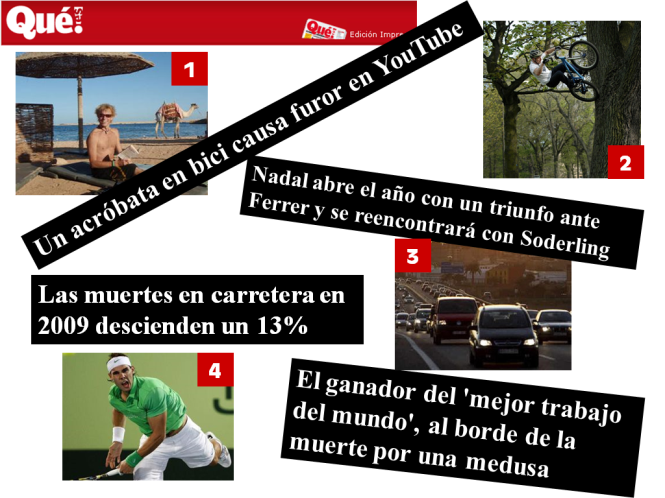 Qué!
Qué!
Edición Impre
1
Un acróbata en bici causa furor en YouTube
2
Nadal abre el año con un triunfo ante
Ferrer y se reencontrará con Soderling
3
Las muertes en carretera en
2009 descienden un 13%
4
El ganador del 'mejor trabajo
del mundo', al borde de la
muerte por una medusa